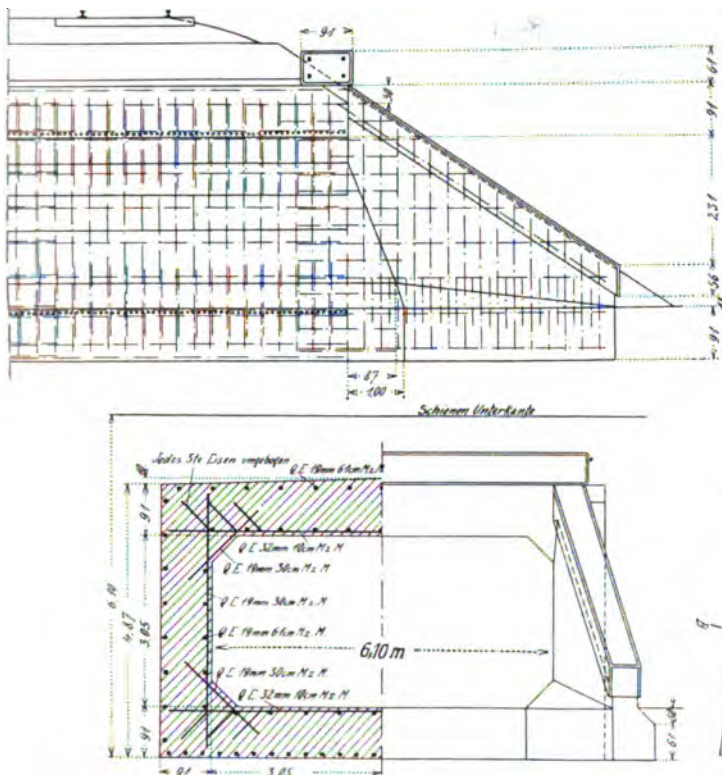 91
61
91
38
231
56
91
87
100
Schienen Unterkante
Jedes 5te Eisen umgebogen
Q.E 19mm 61cm M z. M.
91
Q E 32mm 10cm M z. M.
Q E 19mm 30cm M z. M.
6,10
4,87
3,05
Q E 19mm 30cm M z. M.
Q E 19mm 61cm M z. M.
6,10 m
Q E 19mm 30cm M z. M.
Q E 32mm 10cm M z. M.
91
61
91
3,05